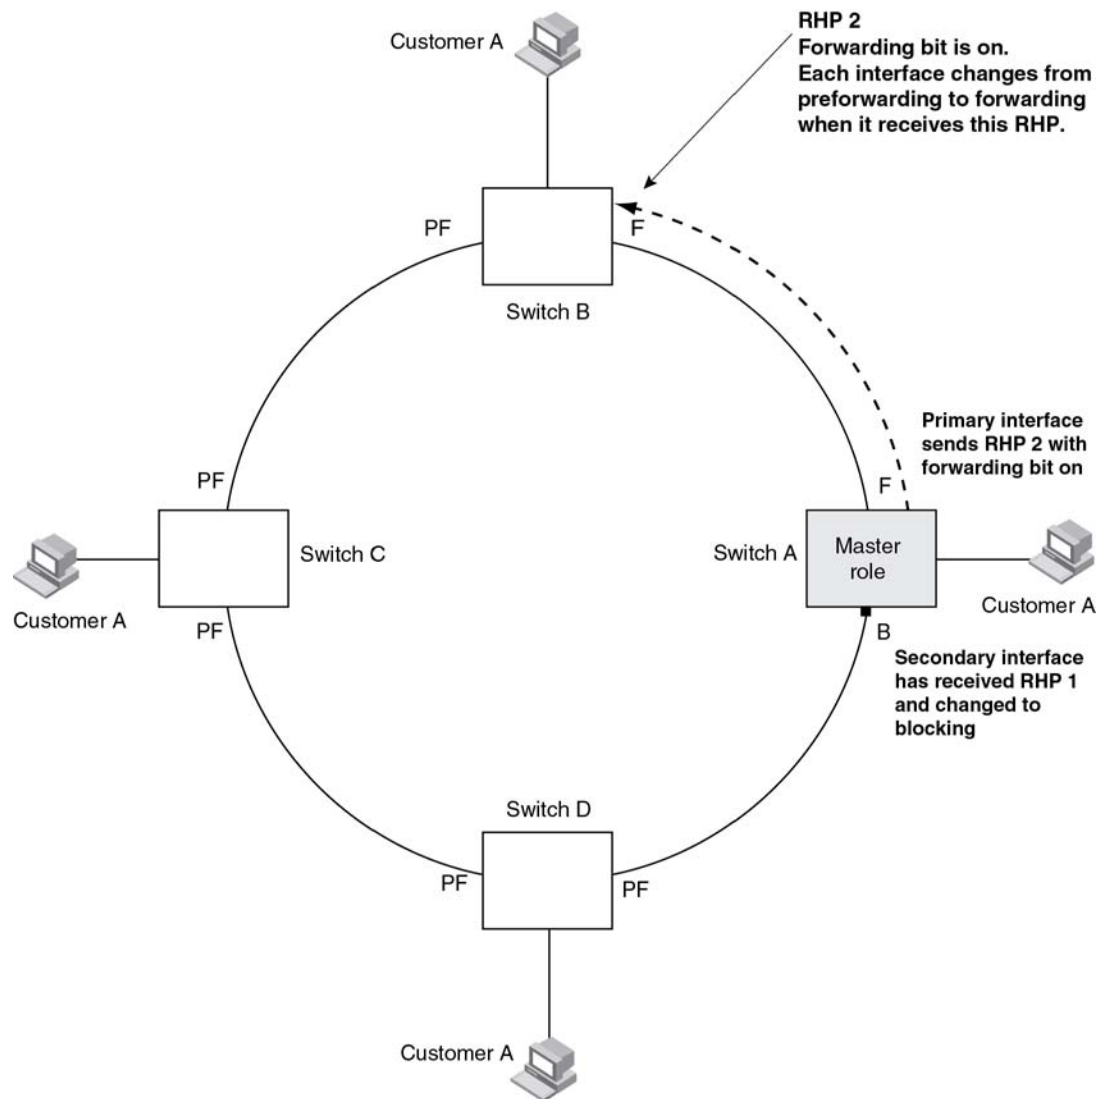 RHP 2
Forwarding bit is on.
Each interface changes from
preforwarding to forwarding
when it receives this RHP.
Customer A
PF
F
Switch B
Primary interface
sends RHP 2 with
forwarding bit on
PF
F
Switch C
Switch A
Master
role
Customer A
Customer A
PF
B
Secondary interface
has received RHP 1
and changed to
blocking
Switch D
PF
PF
Customer A